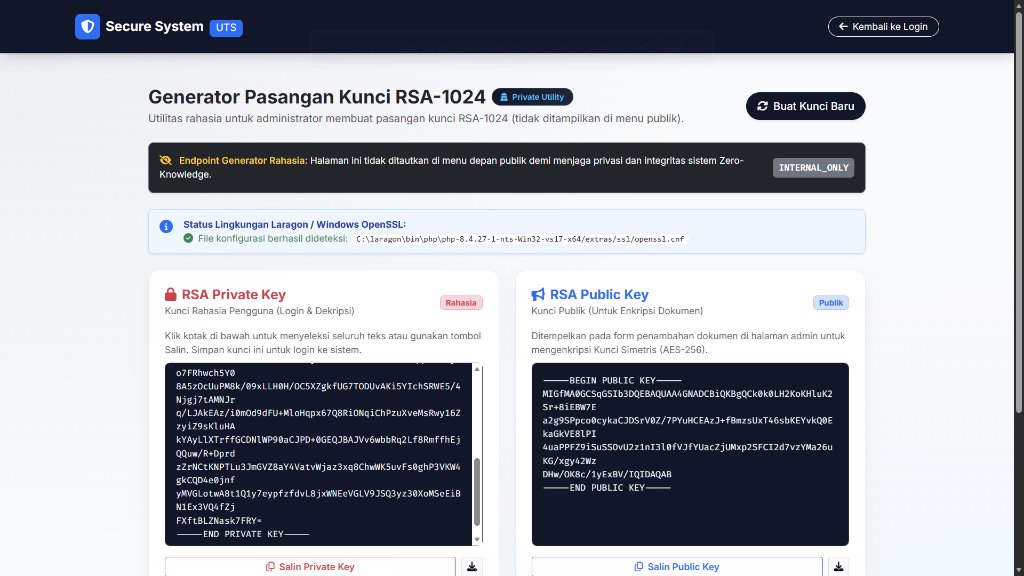 Secure System UTS
Kembali ke Login
Generator Pasangan Kunci RSA-1024 Private Utility
Utilitas rahasia untuk administrator membuat pasangan kunci RSA-1024 (tidak ditampilkan di menu publik).
Buat Kunci Baru
Endpoint Generator Rahasia: Halaman ini tidak ditautkan di menu depan publik demi menjaga privasi dan integritas sistem Zero-
Knowledge.
INTERNAL_ONLY
Status Lingkungan Laragon / Windows OpenSSL:
File konfigurasi berhasil dideteksi: C:\laragon\bin\php\php-8.4.27-1-nts-Win32-vs17-x64/extras/ssl/openssl.cnf
RSA Private Key
Kunci Rahasia Pengguna (Login & Dekripsi)
Rahasia
Klik kotak di bawah untuk menyeleksi seluruh teks atau gunakan tombol
Salin. Simpan kunci ini untuk login ke sistem.
o7FRhwch5Y0
8A5zOcUuPM8k/09xLLH0H/OC5XZgkfUG7TODUvAKi5YIchSRWE5/4
Njgj7tAMNJr
q/LJAkEAz/i0mOd9dFU+MloHqpx67Q8RiONqiChPzuXveMsRwy16Z
zyiZ9sKluHA
kYAyLlXTrffGCDNlWP90aCJPD+0GEQJBAJVv6wbbRq2Lf8RmffhEj
QQuw/R+Dprd
zZrNCtKNPTLu3JmGVZ8aY4VatvWjaz3xq8ChwWK5uvFs0ghP3VKW4
gkCQD4e0jnf
yMVGLotwA8t1Q1y7eypfzfdvL8jxWNEeVGLV9JSQ3yz30XoMSeEiB
N1Ex3VQ4fZj
FXftBLZNask7FRY=
-----END PRIVATE KEY-----
Salin Private Key
RSA Public Key
Kunci Publik (Untuk Enkripsi Dokumen)
Publik
Ditempelkan pada form penambahan dokumen di halaman admin untuk
mengenkripsi Kunci Simetris (AES-256).
-----BEGIN PUBLIC KEY-----
MIGfMA0GCSqGSIb3DQEBAQUAA4GNADCBiQKBgQCk0k0LH2KoKHluK2
Sr+8iEBW7E
a2g9SPpco0cykaCJDSrV0Z/7PYuHCEAzJ+fBmzsUxT46sbKEYvkQ0E
kaGkVE8lPI
4uaPPFZ9iSuSSOvU2z1nI3l0fVJfYUacZjUMxp2SFCI2d7vzYMa26u
KG/xgy42Wz
DHw/OK8c/1yExBV/IQIDAQAB
-----END PUBLIC KEY-----
Salin Public Key